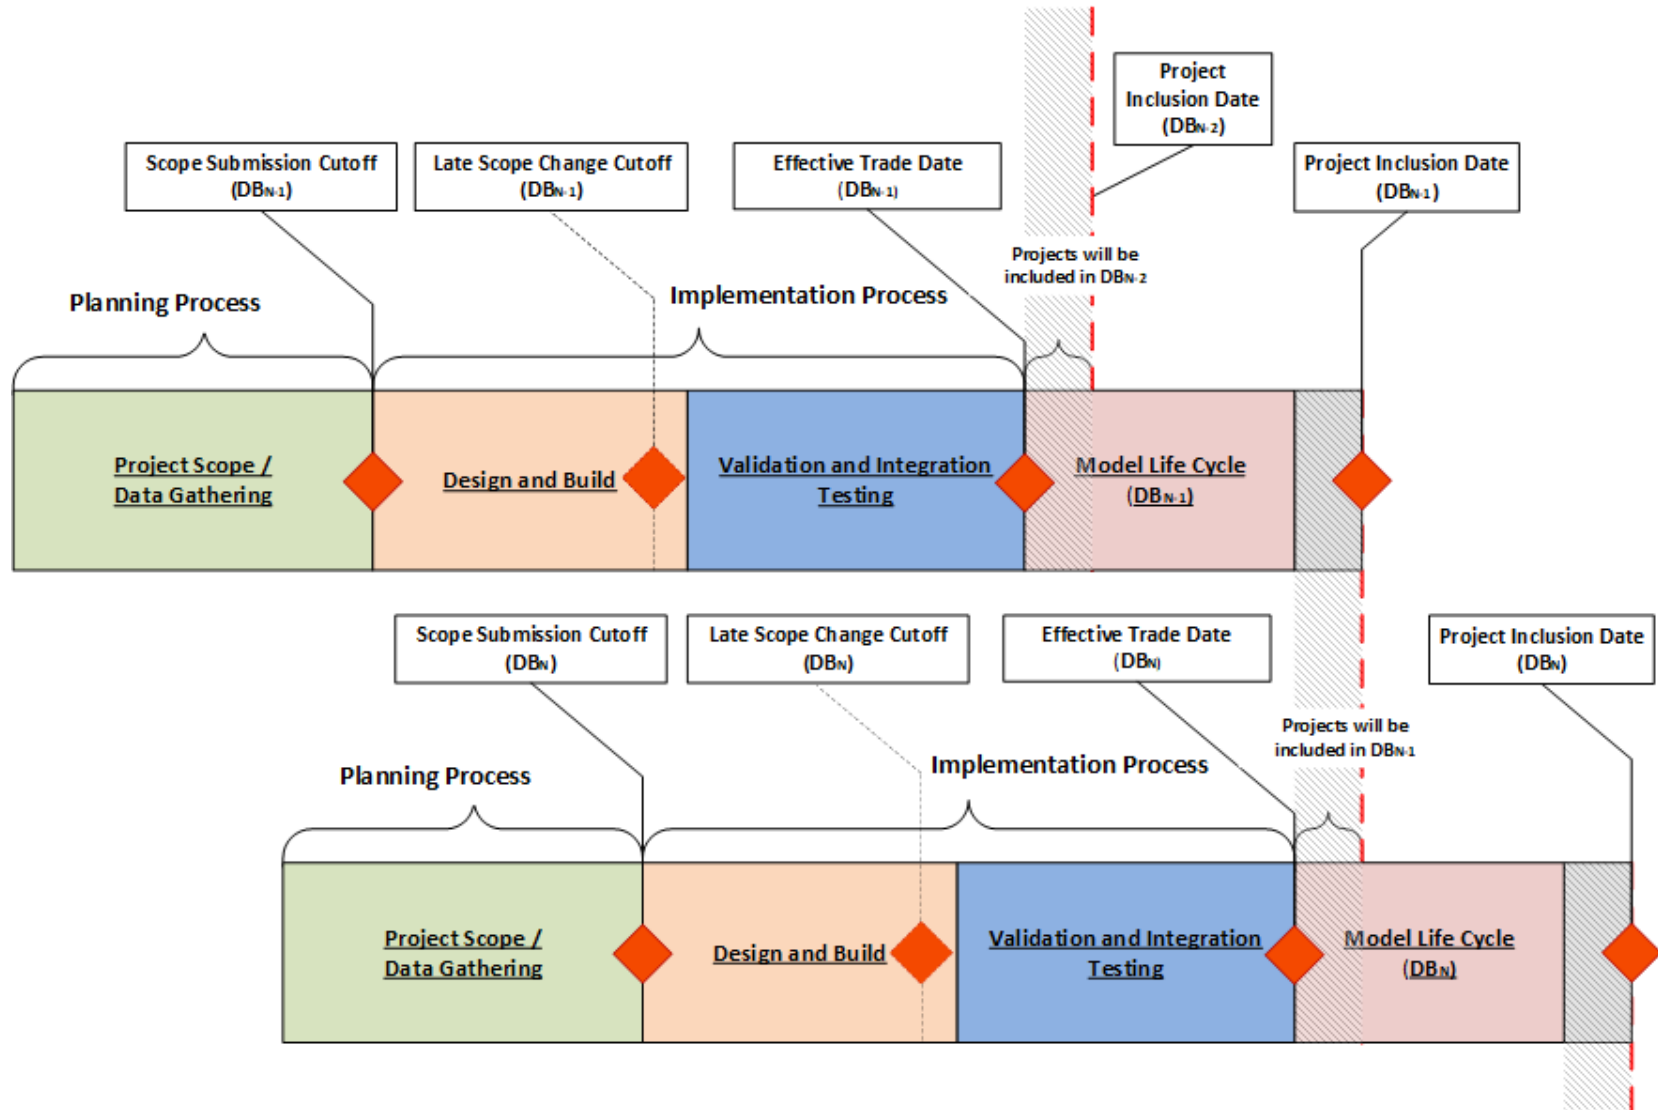 Project
Inclusion Date
(DBN-2)
Scope Submission Cutoff
(DBN-1)
Late Scope Change Cutoff
(DBN-1)
Effective Trade Date
(DBN-1)
Project Inclusion Date
(DBN-1)
Projects will be
included in DBN-2
Planning Process
Implementation Process
Project Scope /
Data Gathering
Design and Build
Validation and Integration
Testing
Model Life Cycle
(DBN-1)
Scope Submission Cutoff
(DBN)
Late Scope Change Cutoff
(DBN)
Effective Trade Date
(DBN)
Project Inclusion Date
(DBN)
Projects will be
included in DBN-1
Planning Process
Implementation Process
Project Scope /
Data Gathering
Design and Build
Validation and Integration
Testing
Model Life Cycle
(DBN)